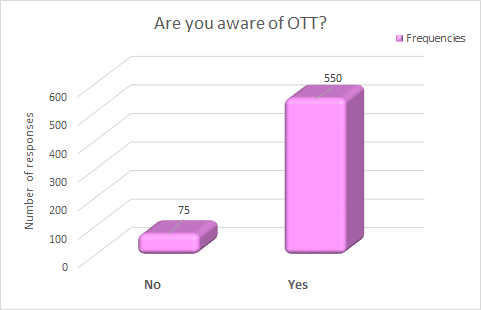 Are you aware of OTT?
Frequencies
Number of responses
600
500
400
300
200
100
0
75
550
No
Yes